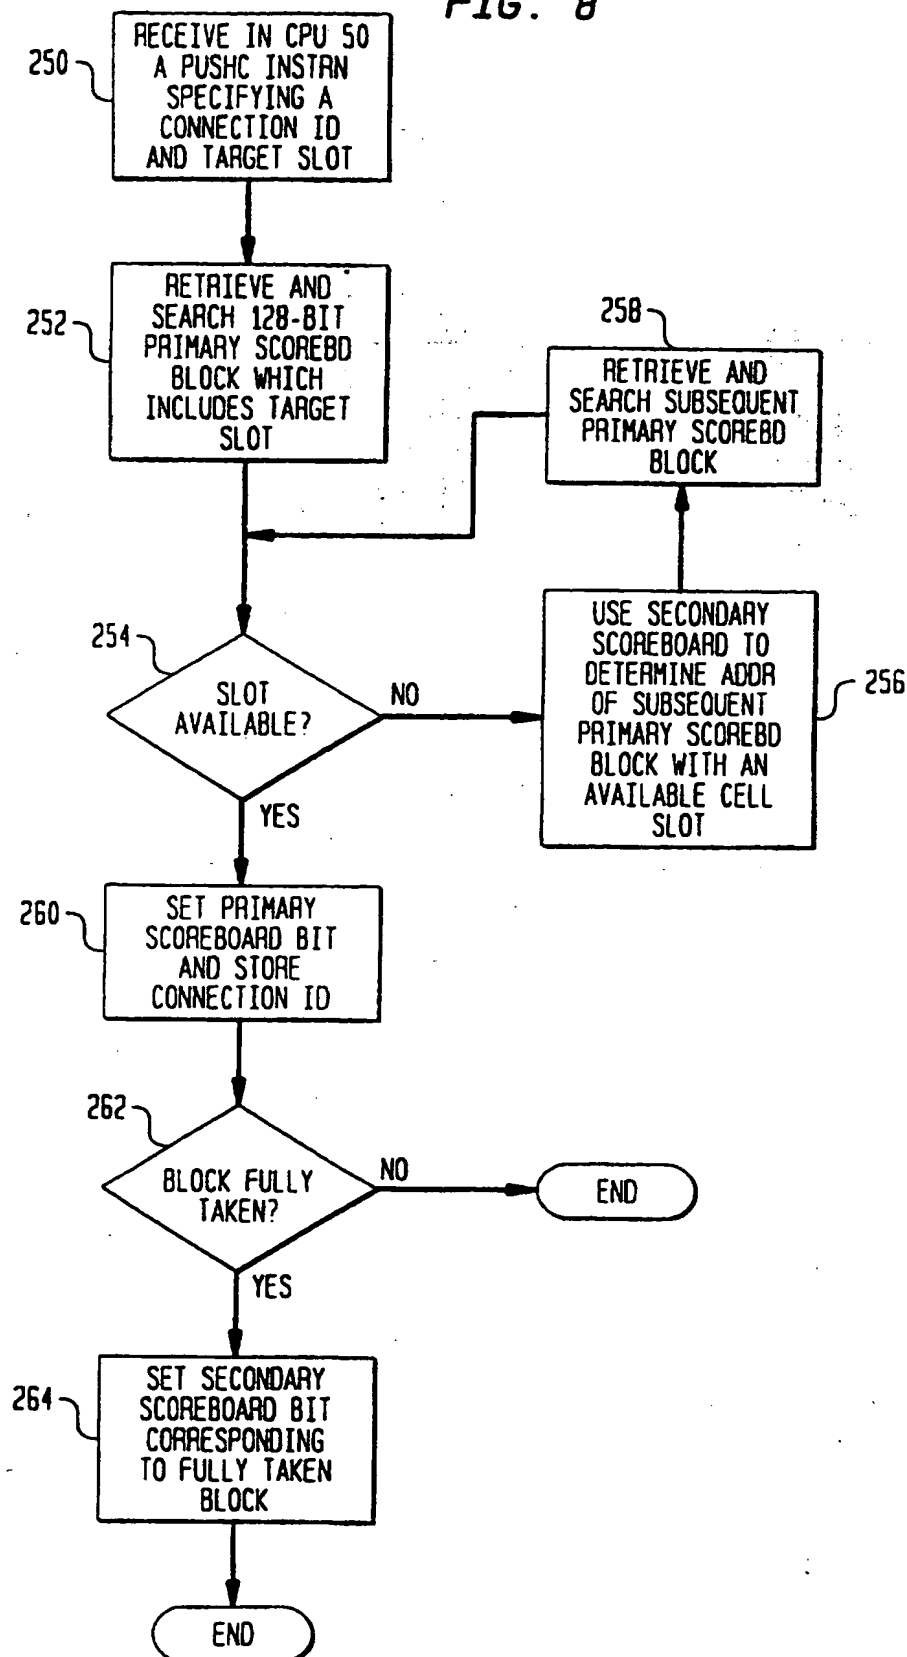 FIG. 8
250
RECEIVE IN CPU 50
A PUSHC INSTRN
SPECIFYING A
CONNECTION ID
AND TARGET SLOT
252
RETRIEVE AND
SEARCH 128-BIT
PRIMARY SCOREBD
BLOCK WHICH
INCLUDES TARGET
SLOT
258
RETRIEVE AND
SEARCH SUBSEQUENT
PRIMARY SCOREBD
BLOCK
254
SLOT
AVAILABLE?
NO
YES
USE SECONDARY
SCOREBOARD TO
DETERMINE ADDR
OF SUBSEQUENT
PRIMARY SCOREBD
BLOCK WITH AN
AVAILABLE CELL
SLOT
256
260
SET PRIMARY
SCOREBOARD BIT
AND STORE
CONNECTION ID
262
BLOCK FULLY
TAKEN?
NO
END
YES
264
SET SECONDARY
SCOREBOARD BIT
CORRESPONDING
TO FULLY TAKEN
BLOCK
END